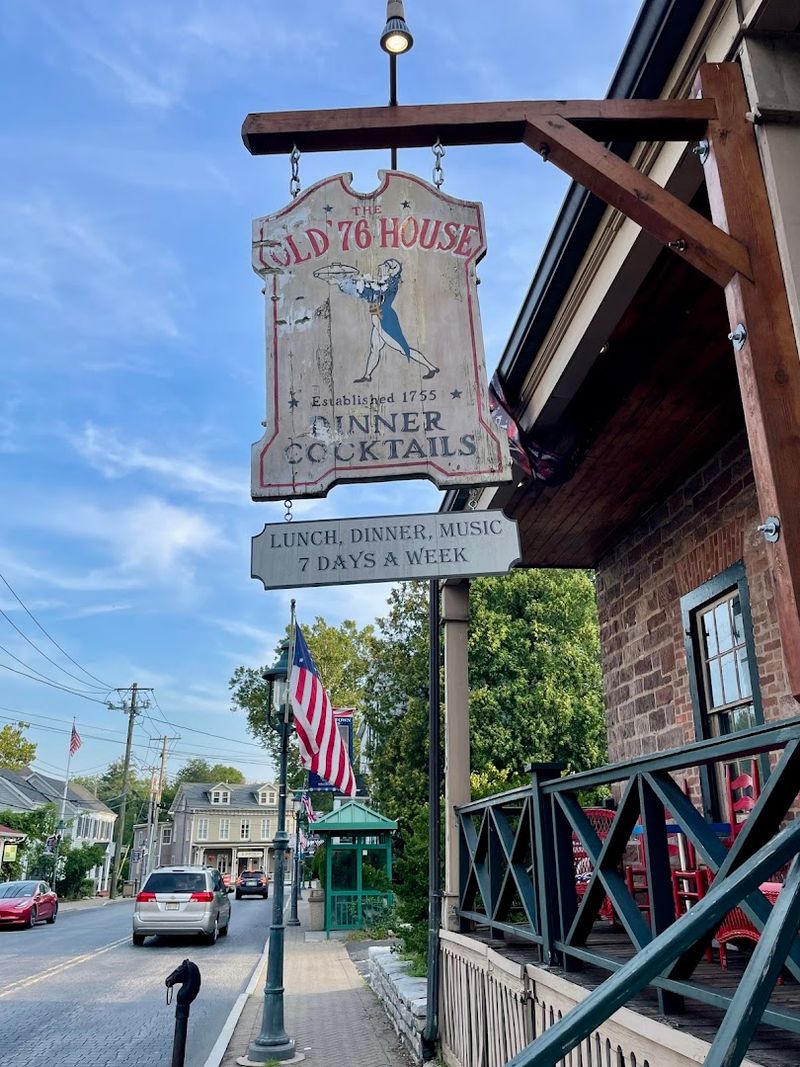 THE
OLD '76 HOUSE
Established 1755
DINNER
COCKTAILS
LUNCH, DINNER, MUSIC
7 DAYS A WEEK